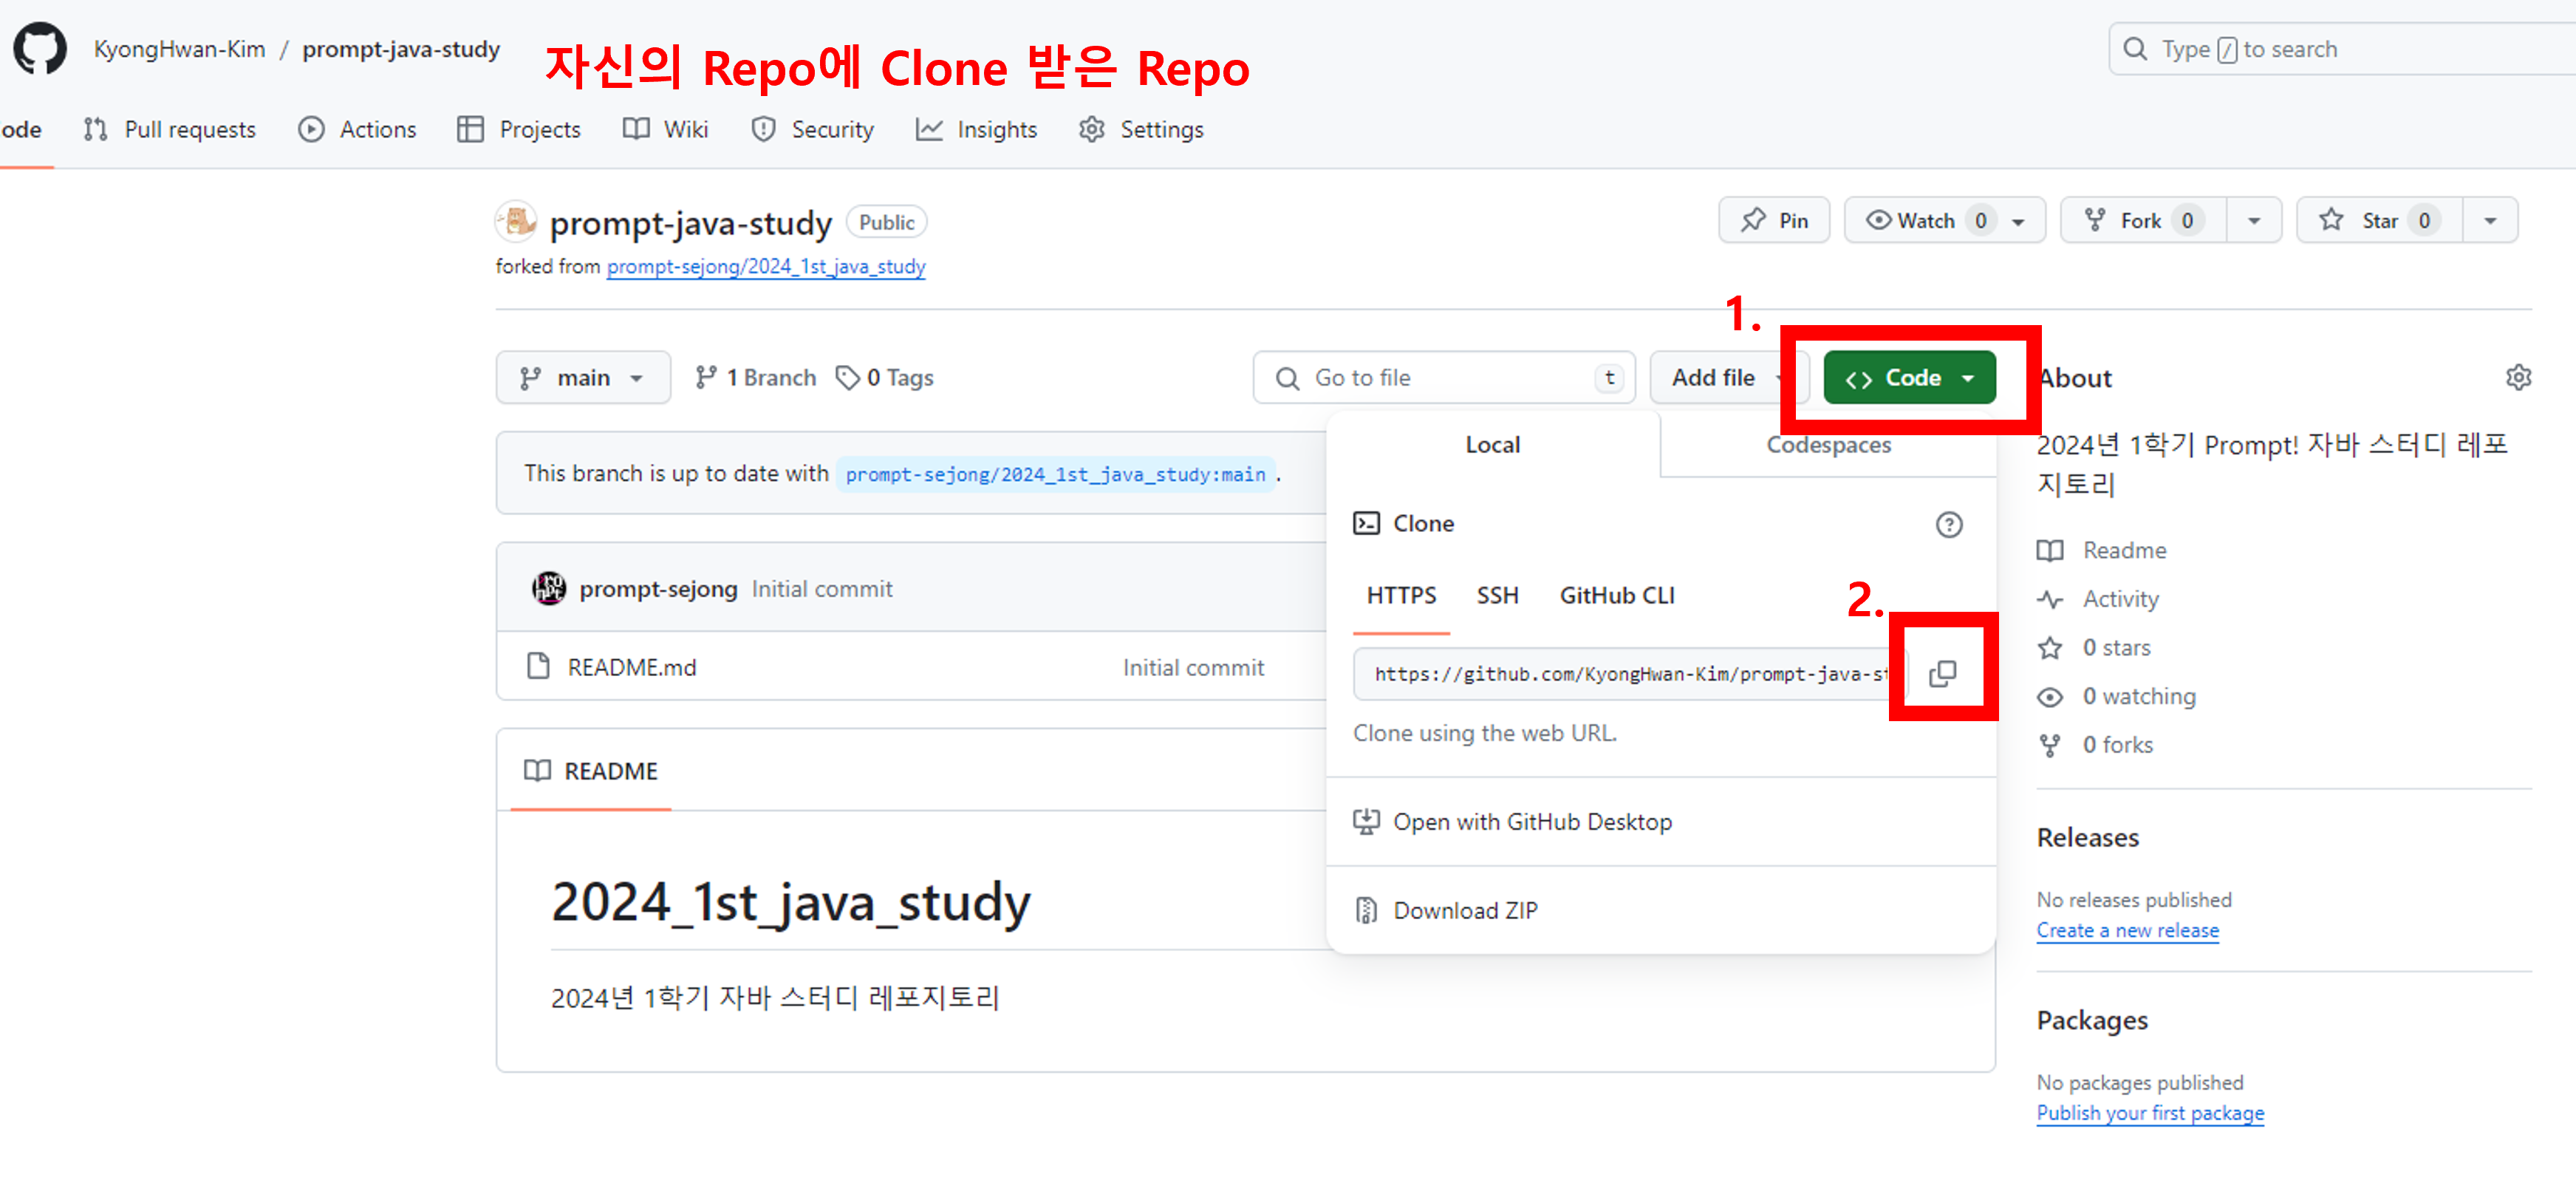 KyongHwan-Kim / prompt-java-study
자신의 Repo에 Clone 받은 Repo
Type / to search
ode Pull requests Actions Projects Wiki Security Insights Settings
prompt-java-study Public
Pin Watch 0 Fork 0 Star 0
forked from prompt-sejong/2024_1st_java_study
1.
main 1 Branch 0 Tags Go to file t Add file <> Code
About
Local Codespaces
2024년 1학기 Prompt! 자바 스터디 레포
지토리
This branch is up to date with prompt-sejong/2024_1st_java_study:main .
Clone
Readme
prompt-sejong Initial commit
HTTPS SSH GitHub CLI
2.
Activity
README.md Initial commit
https://github.com/KyongHwan-Kim/prompt-java-st
0 stars
0 watching
Clone using the web URL.
0 forks
README
Open with GitHub Desktop
Releases
2024_1st_java_study
Download ZIP
No releases published
Create a new release
2024년 1학기 자바 스터디 레포지토리
Packages
No packages published
Publish your first package